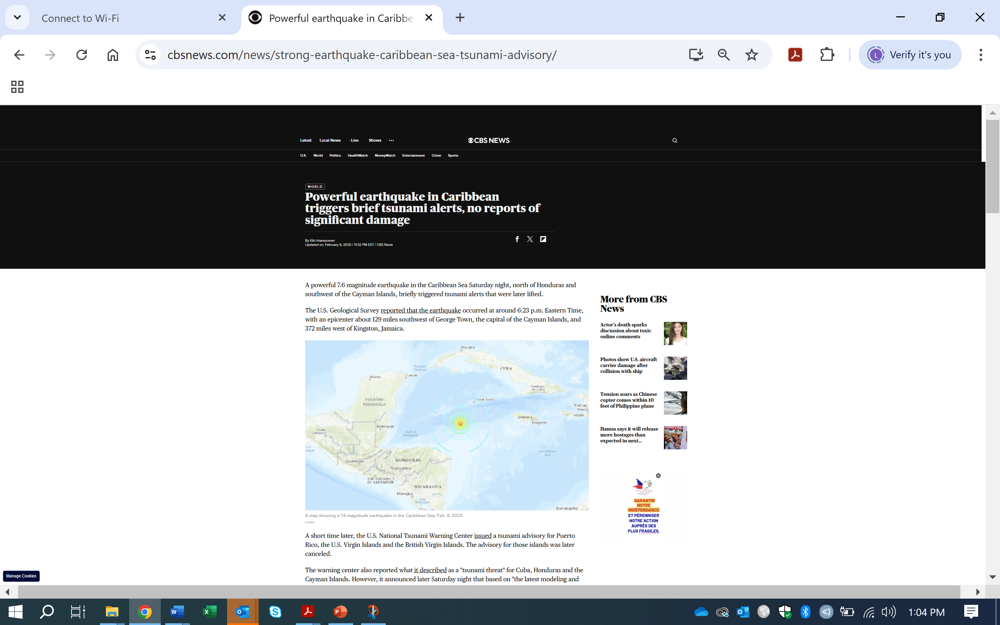 Connect to Wi-Fi
Powerful earthquake in Caribbe
cbsnews.com/news/strong-earthquake-caribbean-sea-tsunami-advisory/
L Verify it's you
Latest Local News Live Shows
CBS NEWS
U.S. World Politics HealthWatch MoneyWatch Entertainment Crime Sports
WORLD
Powerful earthquake in Caribbean
triggers brief tsunami alerts, no reports of
significant damage
By Kiki Intarasuwan
Updated on: February 8, 2025 / 11:32 PM EST / CBS News
A powerful 7.6 magnitude earthquake in the Caribbean Sea Saturday night, north of Honduras and
southwest of the Cayman Islands, briefly triggered tsunami alerts that were later lifted.
The U.S. Geological Survey reported that the earthquake occurred at around 6:23 p.m. Eastern Time,
with an epicenter about 129 miles southwest of George Town, the capital of the Cayman Islands, and
372 miles west of Kingston, Jamaica.
Havana
Yucatan
Channel
CUBA
Merida
Cancún
Santiago
de Cuba
YUCATAN
PENINSULA
George Town
Port-au-
Prince
HAITI
JAMAICA
Kingston
Belmopan
Tuxtla
Gutierrez
Gulf of
Honduras
Caribbean
Sea
Guatemala
HONDURAS
Tegucigalpa
San Salvador
EL SALVADOR
NICARAGUA
Managua
Lake
Nicaragua
Barranquilla
A map showing a 7.6 magnitude earthquake in the Caribbean Sea. Feb. 8, 2025.
USGS
A short time later, the U.S. National Tsunami Warning Center issued a tsunami advisory for Puerto
Rico, the U.S. Virgin Islands and the British Virgin Islands. The advisory for those islands was later
canceled.
The warning center also reported what it described as a "tsunami threat" for Cuba, Honduras and the
Cayman Islands. However, it announced later Saturday night that based on "the latest modeling and
More from CBS
News
Actor's death sparks
discussion about toxic
online comments
Photos show U.S. aircraft
carrier damage after
collision with ship
Tension soars as Chinese
copter comes within 10
feet of Philippine plane
Hamas says it will release
more hostages than
expected in next...
GARANTIR
NOTRE
INDÉPENDANCE
ET PÉRENNISER
NOTRE ACTION
AUPRÈS DES
PLUS FRAGILES.
Manage Cookies
1:04 PM